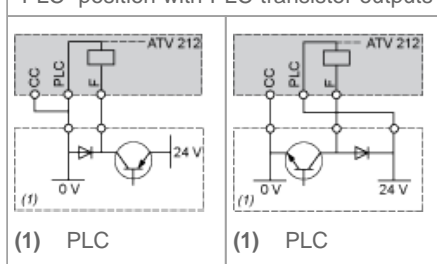 "PLC" position with PLC transistor outputs
ATV 212
CC
PLC
F
24 V
0 V
(1)
(1) PLC
ATV 212
CC
PLC
F
0 V
24 V
(1)
(1) PLC